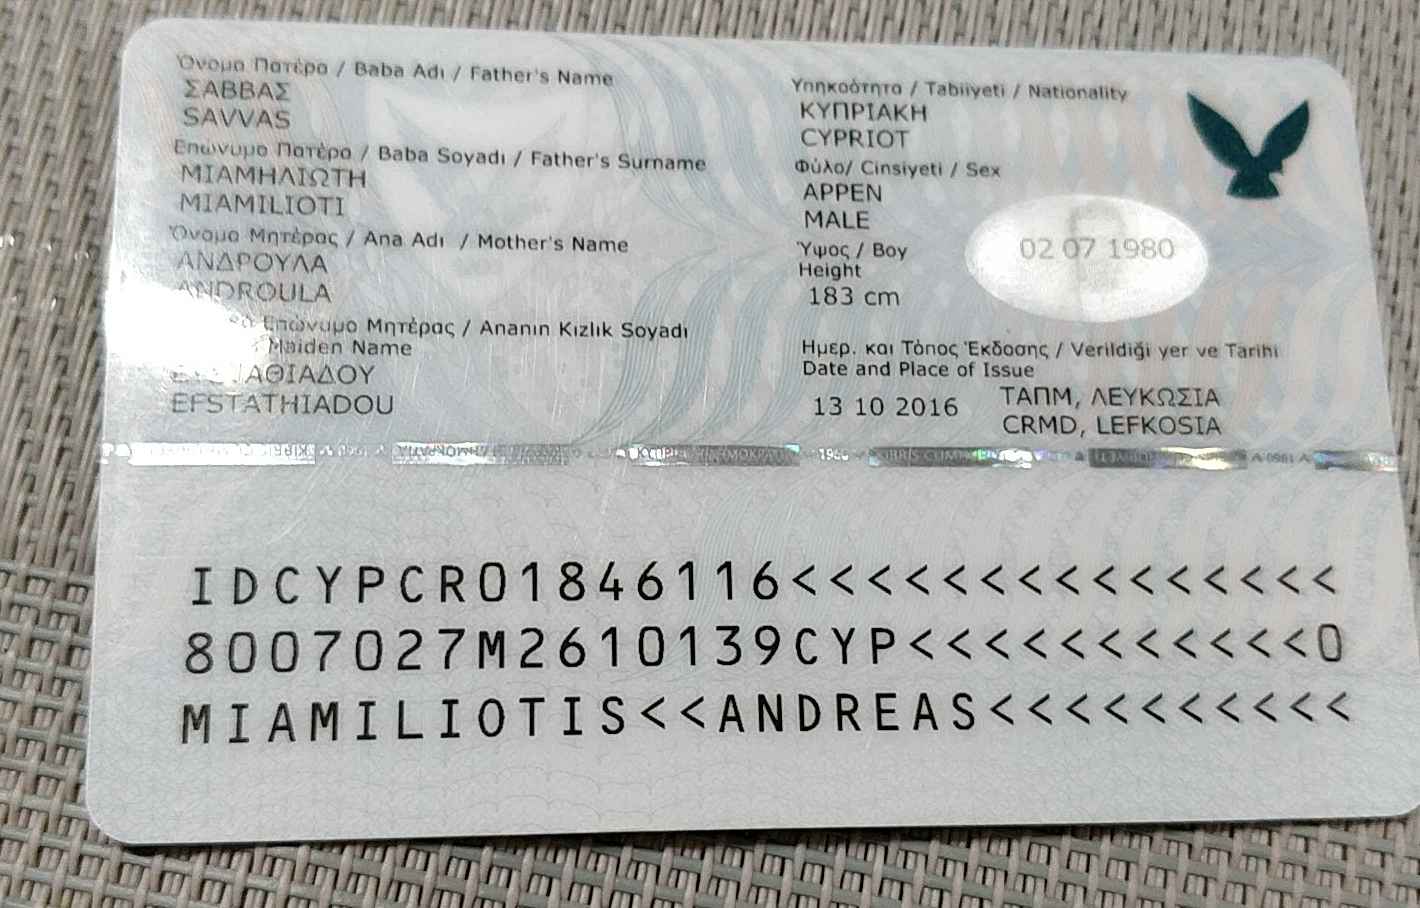 Όνομα Πατέρα / Baba Adı / Father's Name
ΣΑΒΒΑΣ
SAVVAS
Επώνυμο Πατέρα / Baba Soyadı / Father's Surname
ΜΙΑΜΗΛΙΩΤΗ
MIAMILIOTI
Όνομα Μητέρας / Ana Adı / Mother's Name
ΑΝΔΡΟΥΛΑ
ANDROULA
Επώνυμο Μητέρας / Ananın Kızlık Soyadı
Maiden Name
EFSTATHIADOU
Υπηκοότητα / Tabiiyeti / Nationality
ΚΥΠΡΙΑΚΗ
CYPRIOT
Φύλο/ Cinsiyeti / Sex
ΑΡΡΕΝ
MALE
Ύψος / Boy
Height
183 cm
02 07 1980
Ημερ. και Τόπος Έκδοσης / Verildiği yer ve Tarihi
Date and Place of Issue
13 10 2016
ΤΑΠΜ, ΛΕΥΚΩΣΙΑ
CRMD, LEFKOSIA
IDCYPCR01846116<<<<<<<<<<<<<<<
8007027M2610139CYP<<<<<<<<<<<0
MIAMILIOTIS<<ANDREAS<<<<<<<<<<